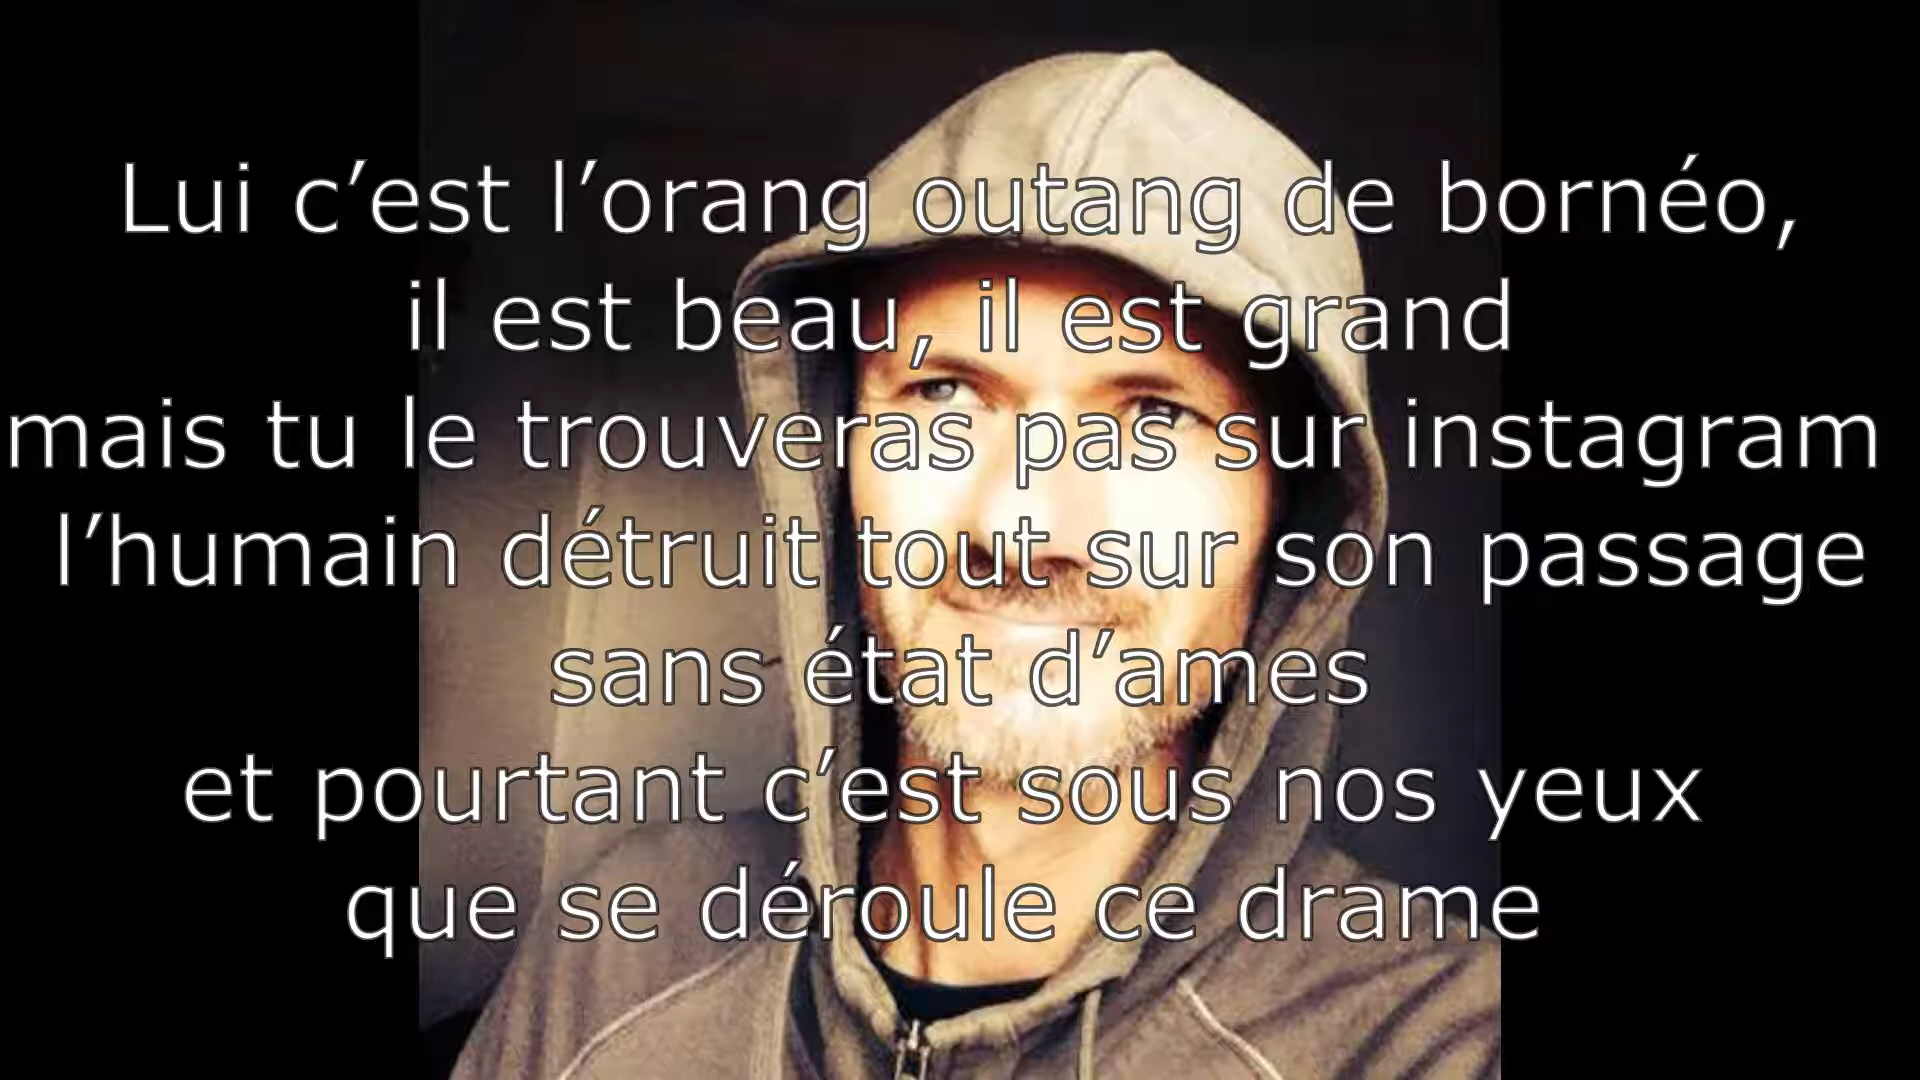 Lui c’est l’orang outang de bornéo,
il est beau, il est grand
mais tu le trouveras pas sur instagram
l’humain détruit tout sur son passage
sans état d’ames
et pourtant c’est sous nos yeux
que se déroule ce drame